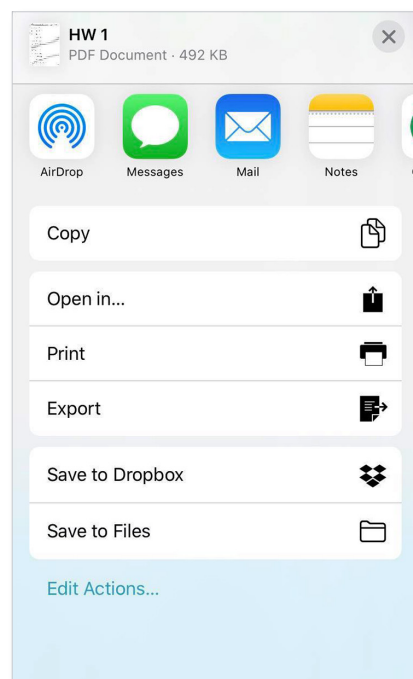 HW 1
PDF Document · 492 KB
AirDrop
Messages
Mail
Notes
Copy
Open in...
Print
Export
Save to Dropbox
Save to Files
Edit Actions...